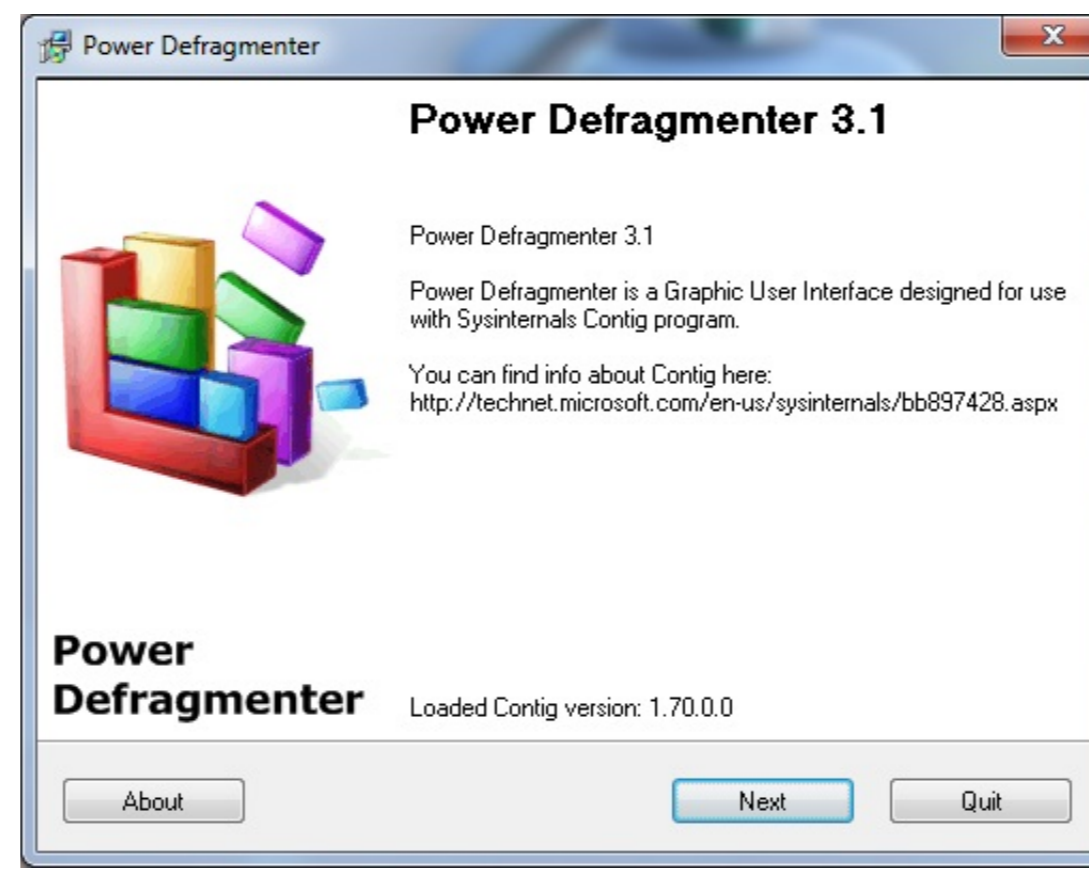 Power Defragmenter
Power Defragmenter 3.1
Power Defragmenter 3.1
Power Defragmenter is a Graphic User Interface designed for use
with Sysinternals Contig program.
You can find info about Contig here:
http://technet.microsoft.com/en-us/sysinternals/bb897428.aspx
Power
Defragmenter
Loaded Contig version: 1.70.0.0
About
Next
Quit